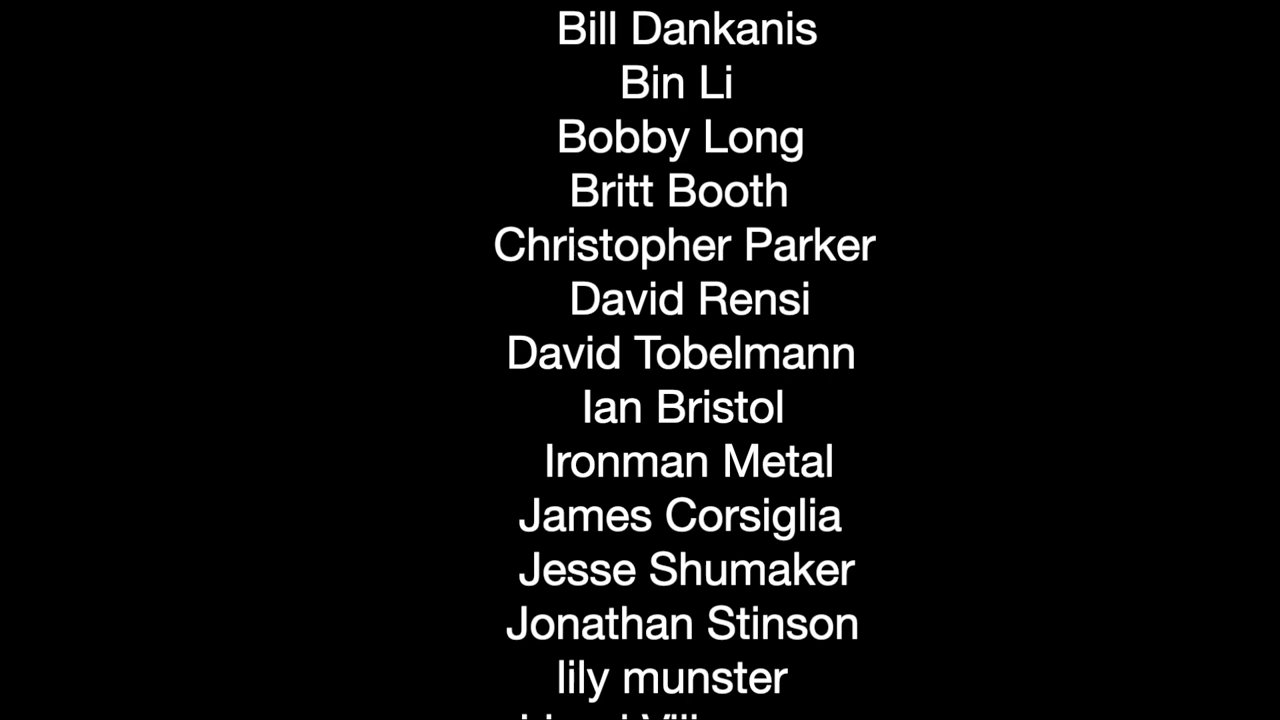 Bill Dankanis
Bin Li
Bobby Long
Britt Booth
Christopher Parker
David Rensi
David Tobelmann
Ian Bristol
Ironman Metal
James Corsiglia
Jesse Shumaker
Jonathan Stinson
lily munster